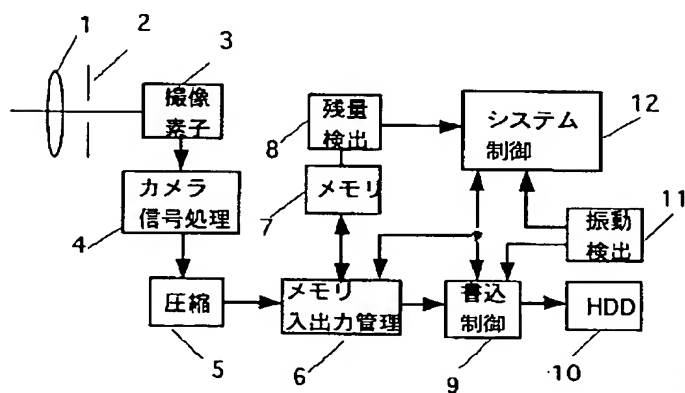 1
2
3
撮像
素子
カメラ
信号処理
4
圧縮
5
残量
検出
8
メモリ
7
メモリ
入出力管理
6
システム
制御
12
振動
検出
11
書込
制御
9
HDD
10